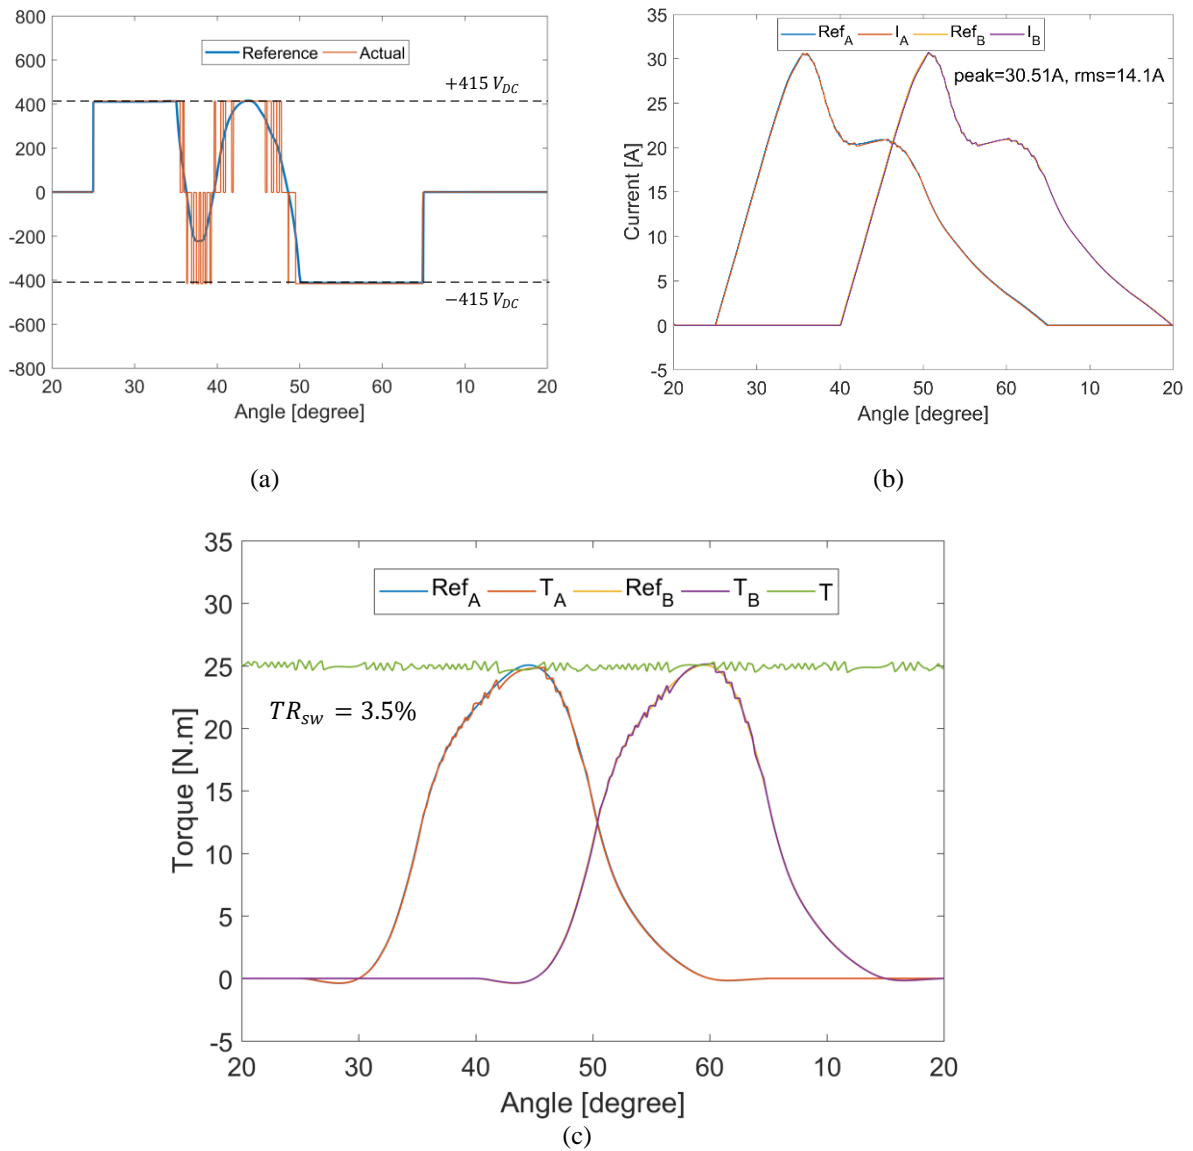 800
600
400
200
0
-200
-400
-600
-800
Reference Actual
+415 V_DC
−415 V_DC
20 30 40 50 60 10 20
Angle [degree]
(a)
35
30
25
20
15
10
5
0
-5
Ref_A I_A Ref_B I_B
peak=30.51A, rms=14.1A
Current [A]
20 30 40 50 60 10 20
Angle [degree]
(b)
35
30
25
20
15
10
5
0
-5
Ref_A T_A Ref_B T_B T
TR_sw = 3.5%
Torque [N.m]
20 30 40 50 60 10 20
Angle [degree]
(c)